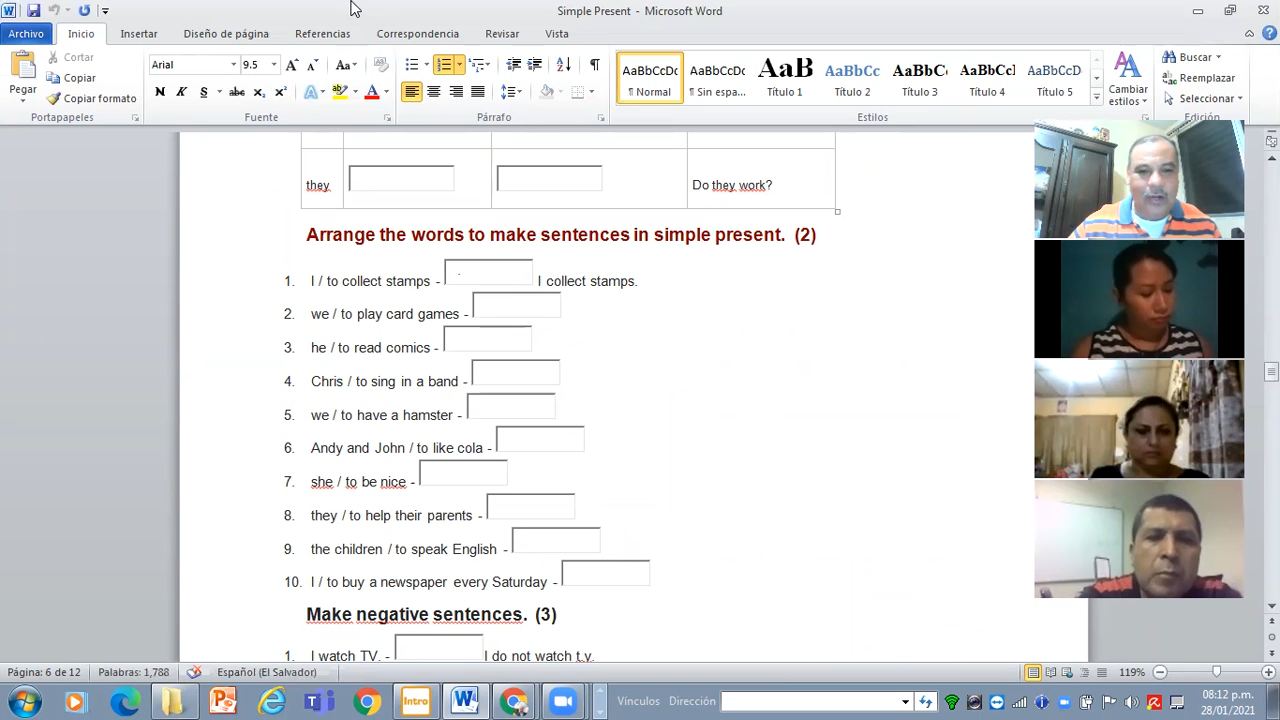 Simple Present - Microsoft Word
Archivo Inicio Insertar Diseño de página Referencias Correspondencia Revisar Vista
Pegar
Cortar
Copiar
Copiar formato
Portapapeles
Arial 9.5
N K S abc x₂ x²
Fuente
Párrafo
AaBbCcDc AaBbCcDc AaB AaBbCc AaBbCc AaBbCcI AaBbCcD
¶ Normal ¶ Sin espa... Título 1 Título 2 Título 3 Título 4 Título 5
Cambiar estilos
Estilos
Buscar
Reemplazar
Seleccionar
Edición
they Do they work?
Arrange the words to make sentences in simple present. (2)
1. I / to collect stamps - . I collect stamps.
2. we / to play card games -
3. he / to read comics -
4. Chris / to sing in a band -
5. we / to have a hamster -
6. Andy and John / to like cola -
7. she / to be nice -
8. they / to help their parents -
9. the children / to speak English -
10. I / to buy a newspaper every Saturday -
Make negative sentences. (3)
1. I watch TV. - I do not watch t.v.
Página: 6 de 12 Palabras: 1,788 Español (El Salvador) 119%
Intro
Vínculos Dirección
08:12 p.m.
28/01/2021